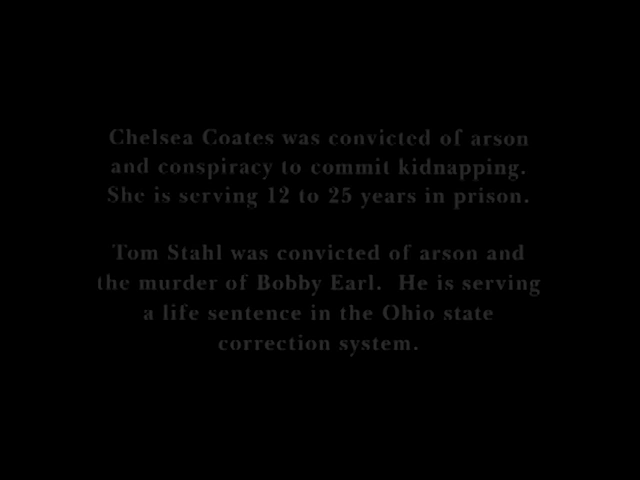 Chelsea Coates was convicted of arson
and conspiracy to commit kidnapping.
She is serving 12 to 25 years in prison.
Tom Stahl was convicted of arson and
the murder of Bobby Earl. He is serving
a life sentence in the Ohio state
correction system.